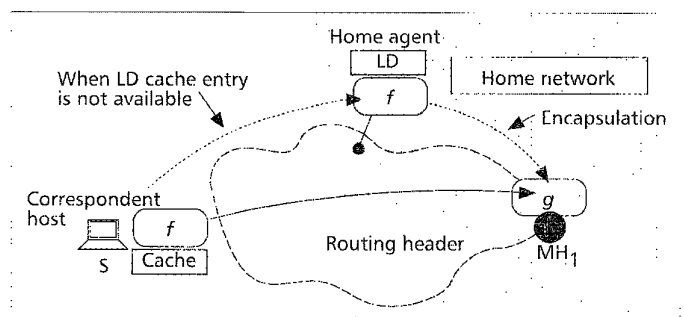 Home agent
LD
f
Home network
When LD cache entry
is not available
Encapsulation
Correspondent
host
f
Cache
S
g
MH1
Routing header